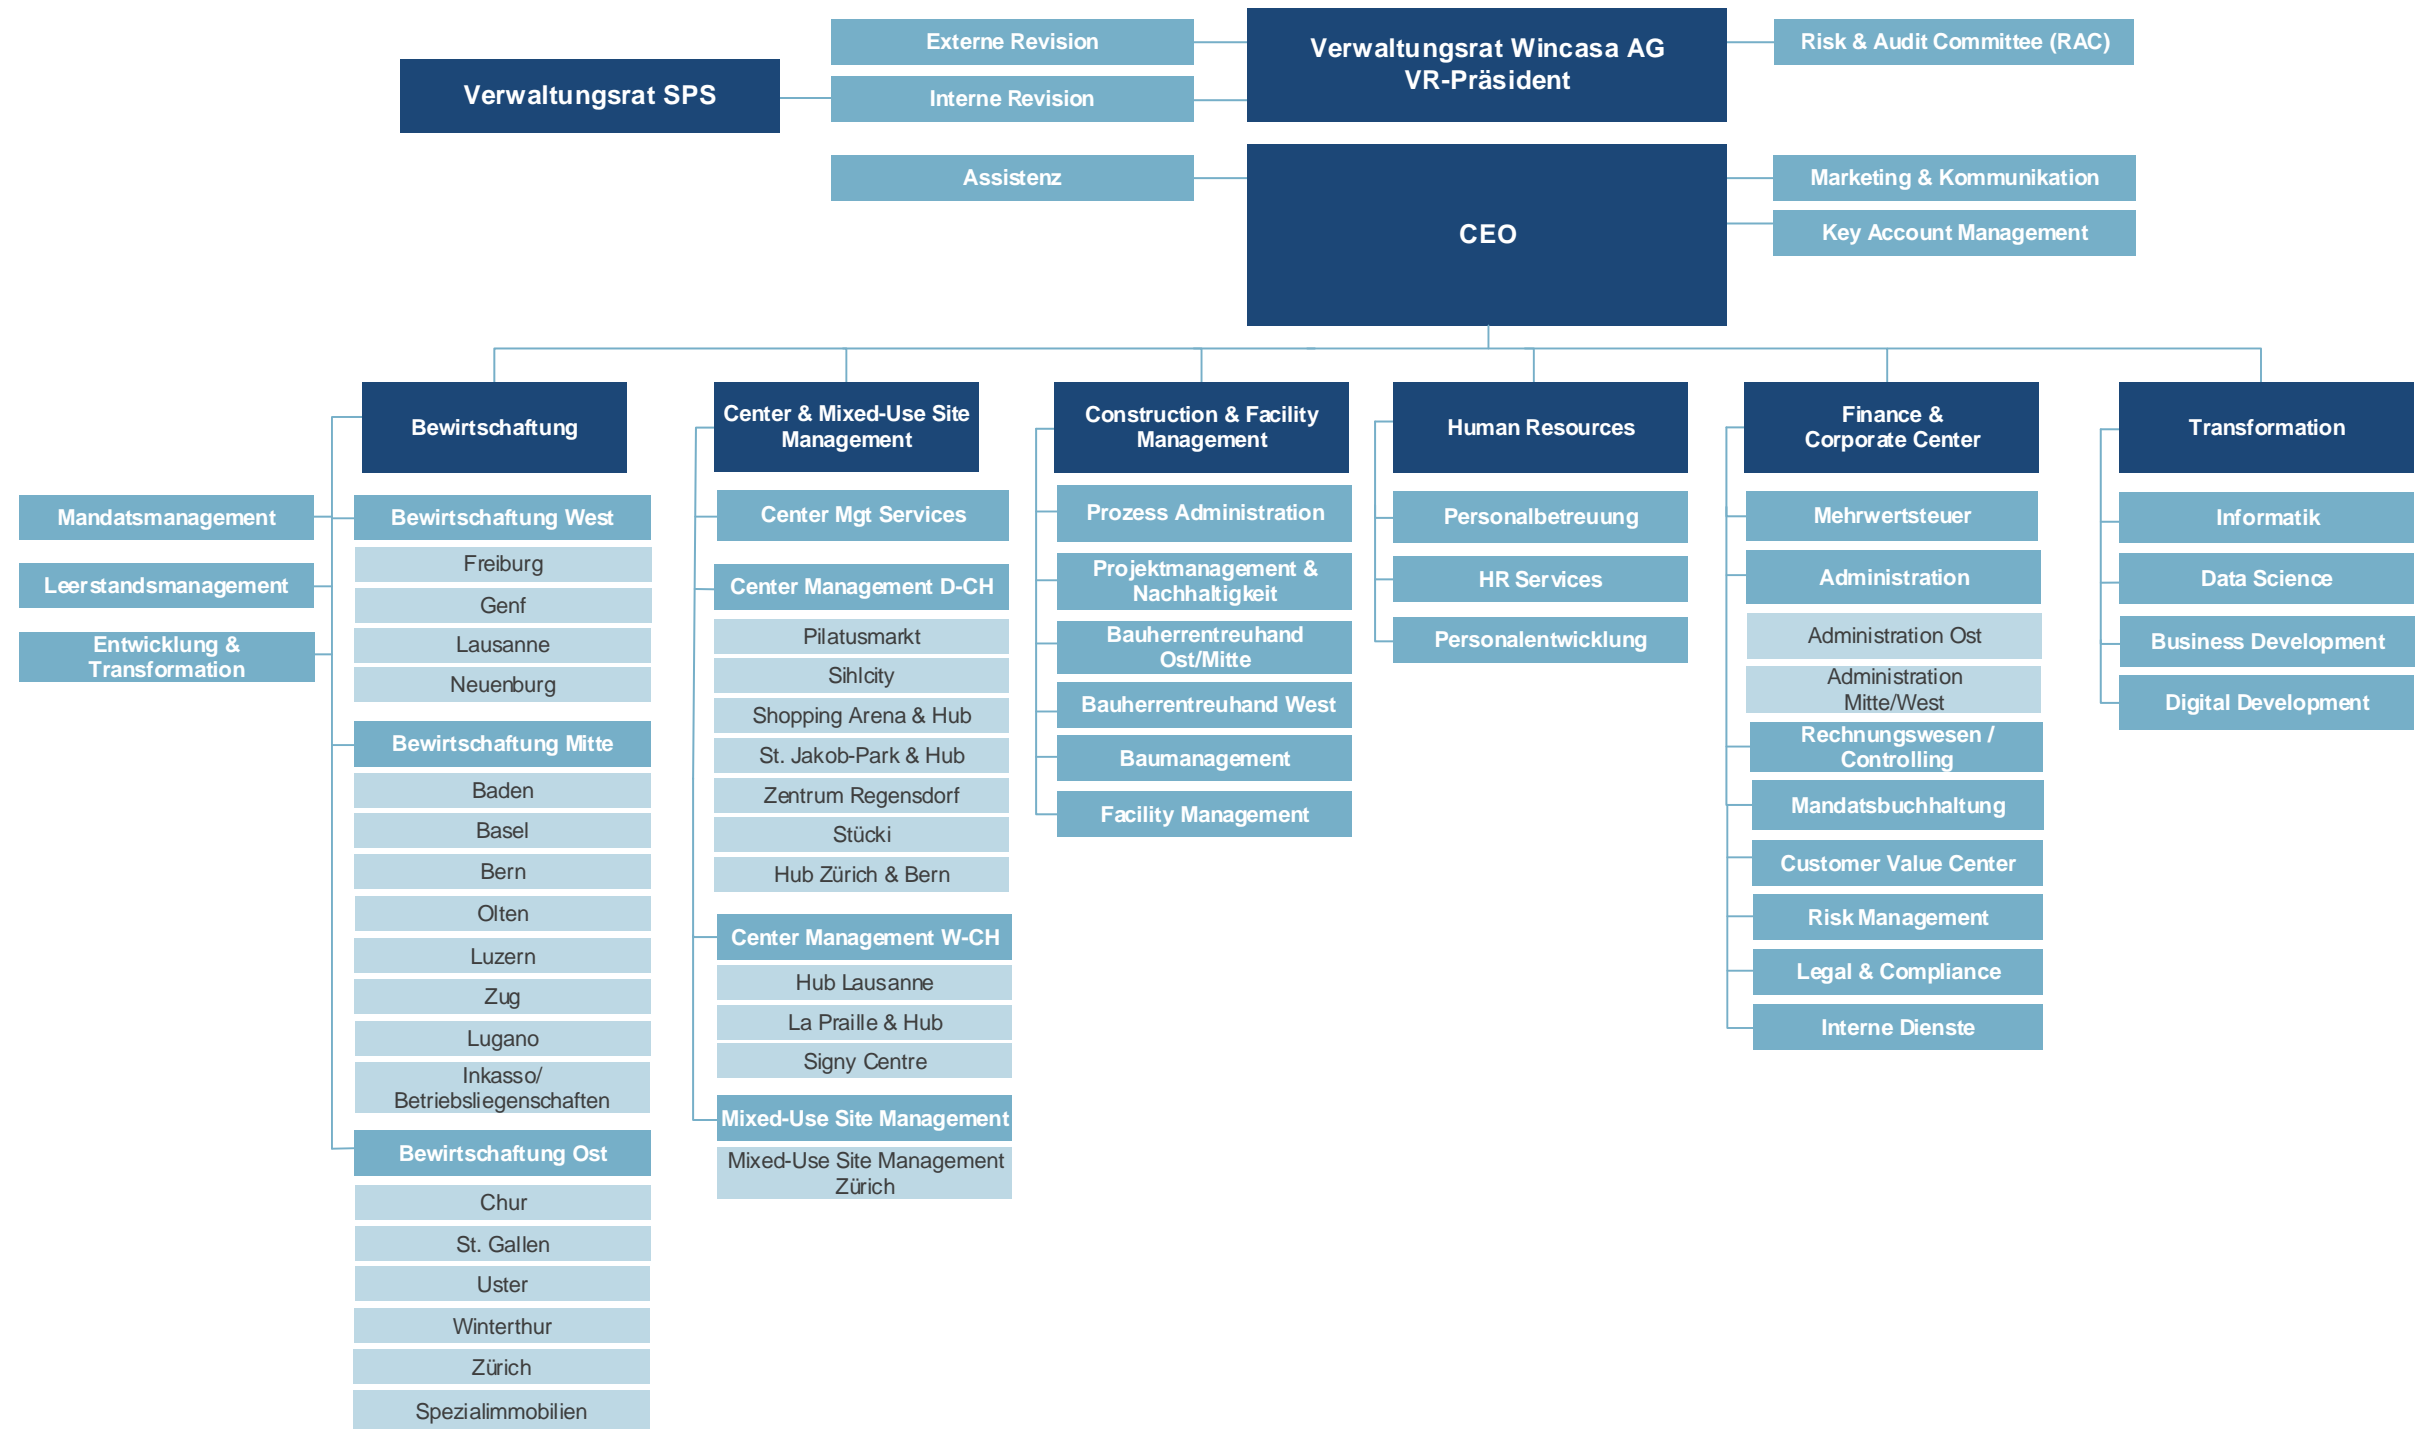 Externe Revision
Verwaltungsrat Wincasa AG
VR-Präsident
Risk & Audit Committee (RAC)
Verwaltungsrat SPS
Interne Revision
Assistenz
CEO
Marketing & Kommunikation
Key Account Management
Bewirtschaftung
Mandatsmanagement
Leerstandsmanagement
Entwicklung &
Transformation
Bewirtschaftung West
Freiburg
Genf
Lausanne
Neuenburg
Bewirtschaftung Mitte
Baden
Basel
Bern
Olten
Luzern
Zug
Lugano
Inkasso/
Betriebsliegenschaften
Bewirtschaftung Ost
Chur
St. Gallen
Uster
Winterthur
Zürich
Spezialimmobilien
Center & Mixed-Use Site
Management
Center Mgt Services
Center Management D-CH
Pilatusmarkt
Sihlcity
Shopping Arena & Hub
St. Jakob-Park & Hub
Zentrum Regensdorf
Stücki
Hub Zürich & Bern
Center Management W-CH
Hub Lausanne
La Praille & Hub
Signy Centre
Mixed-Use Site Management
Mixed-Use Site Management
Zürich
Construction & Facility
Management
Prozess Administration
Projektmanagement &
Nachhaltigkeit
Bauherrentreuhand
Ost/Mitte
Bauherrentreuhand West
Baumanagement
Facility Management
Human Resources
Personalbetreuung
HR Services
Personalentwicklung
Finance &
Corporate Center
Mehrwertsteuer
Administration
Administration Ost
Administration
Mitte/West
Rechnungswesen /
Controlling
Mandatsbuchhaltung
Customer Value Center
Risk Management
Legal & Compliance
Interne Dienste
Transformation
Informatik
Data Science
Business Development
Digital Development